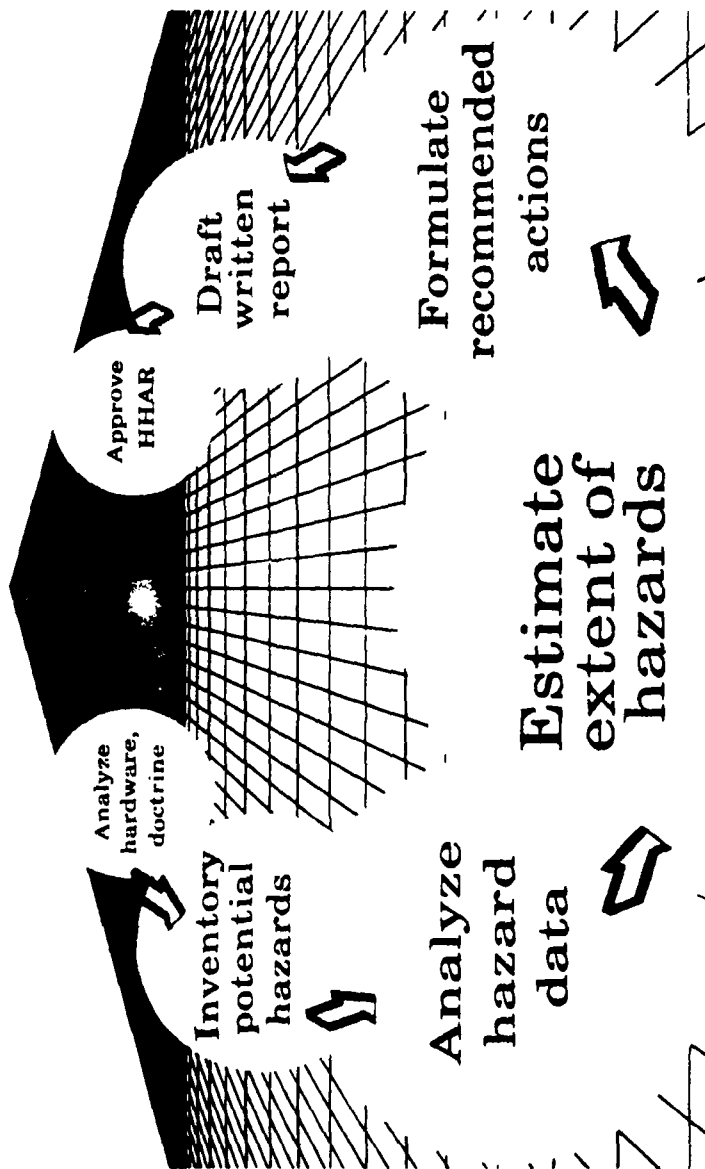 Analyze
hardware,
doctrine
Inventory
potential
hazards
Analyze
hazard
data
Estimate
extent of
hazards
Formulate
recommended
actions
Draft
written
report
Approve
HHAR